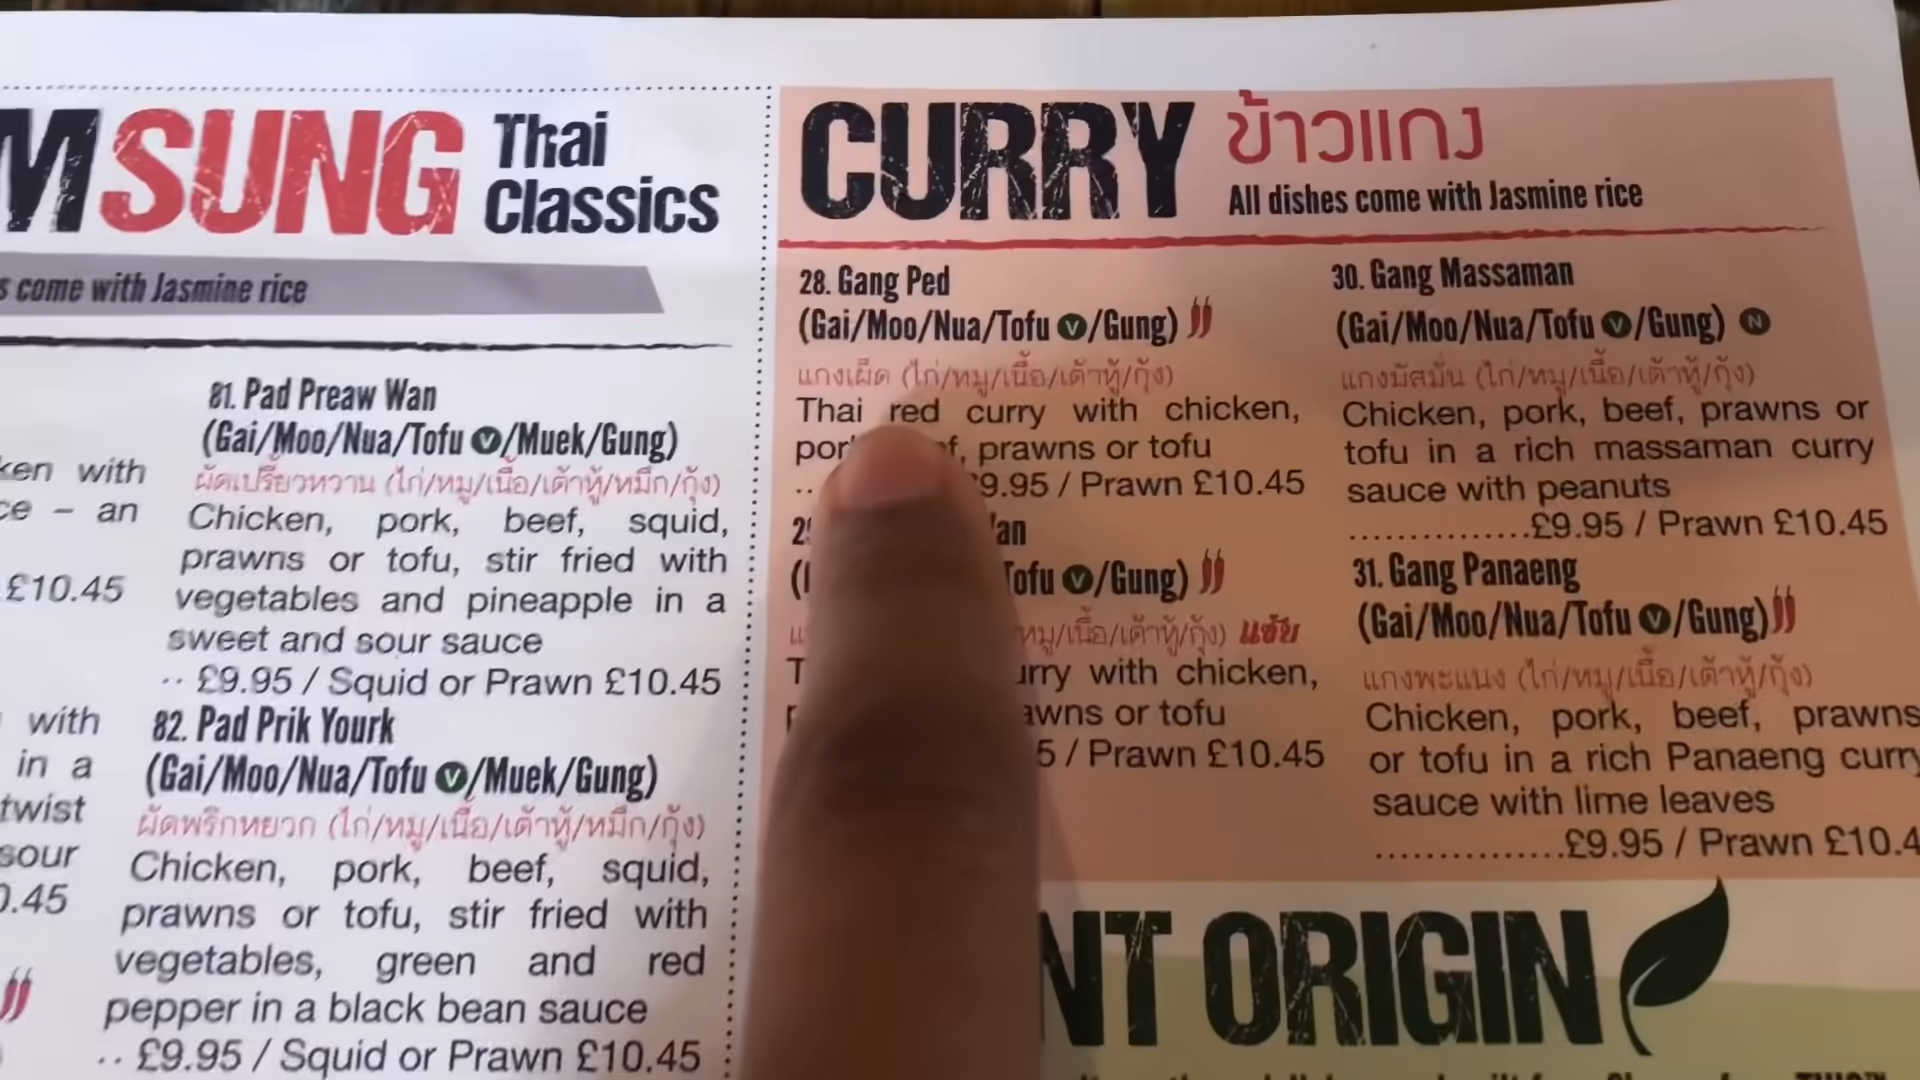 SUNG Thai Classics
come with Jasmine rice
81. Pad Preaw Wan
(Gai/Moo/Nua/Tofu V/Muek/Gung)
ผัดเปรี้ยวหวาน (ไก่/หมู/เนื้อ/เต้าหู้/หมึก/กุ้ง)
Chicken, pork, beef, squid,
prawns or tofu, stir fried with
vegetables and pineapple in a
sweet and sour sauce
.. £9.95 / Squid or Prawn £10.45
82. Pad Prik Yourk
(Gai/Moo/Nua/Tofu V/Muek/Gung)
ผัดพริกหยวก (ไก่/หมู/เนื้อ/เต้าหู้/หมึก/กุ้ง)
Chicken, pork, beef, squid,
prawns or tofu, stir fried with
vegetables, green and red
pepper in a black bean sauce
.. £9.95 / Squid or Prawn £10.45
with
an
£10.45
with
in a
twist
sour
CURRY ข้าวแกง
All dishes come with Jasmine rice
28. Gang Ped
(Gai/Moo/Nua/Tofu V/Gung)
แกงเผ็ด (ไก่/หมู/เนื้อ/เต้าหู้/กุ้ง)
Thai red curry with chicken,
prawns or tofu
£9.95 / Prawn £10.45
/Gung)
หมู/เนื้อ/เต้าหู้/กุ้ง) แซ่บ
with chicken,
or tofu
/ Prawn £10.45
30. Gang Massaman
(Gai/Moo/Nua/Tofu V/Gung) N
แกงมัสมั่น (ไก่/หมู/เนื้อ/เต้าหู้/กุ้ง)
Chicken, pork, beef, prawns or
tofu in a rich massaman curry
sauce with peanuts
...............£9.95 / Prawn £10.45
31. Gang Panaeng
(Gai/Moo/Nua/Tofu V/Gung)
แกงพะแนง (ไก่/หมู/เนื้อ/เต้าหู้/กุ้ง)
Chicken, pork, beef, prawns
or tofu in a rich Panaeng curry
sauce with lime leaves
...............£9.95 / Prawn
ORIGIN